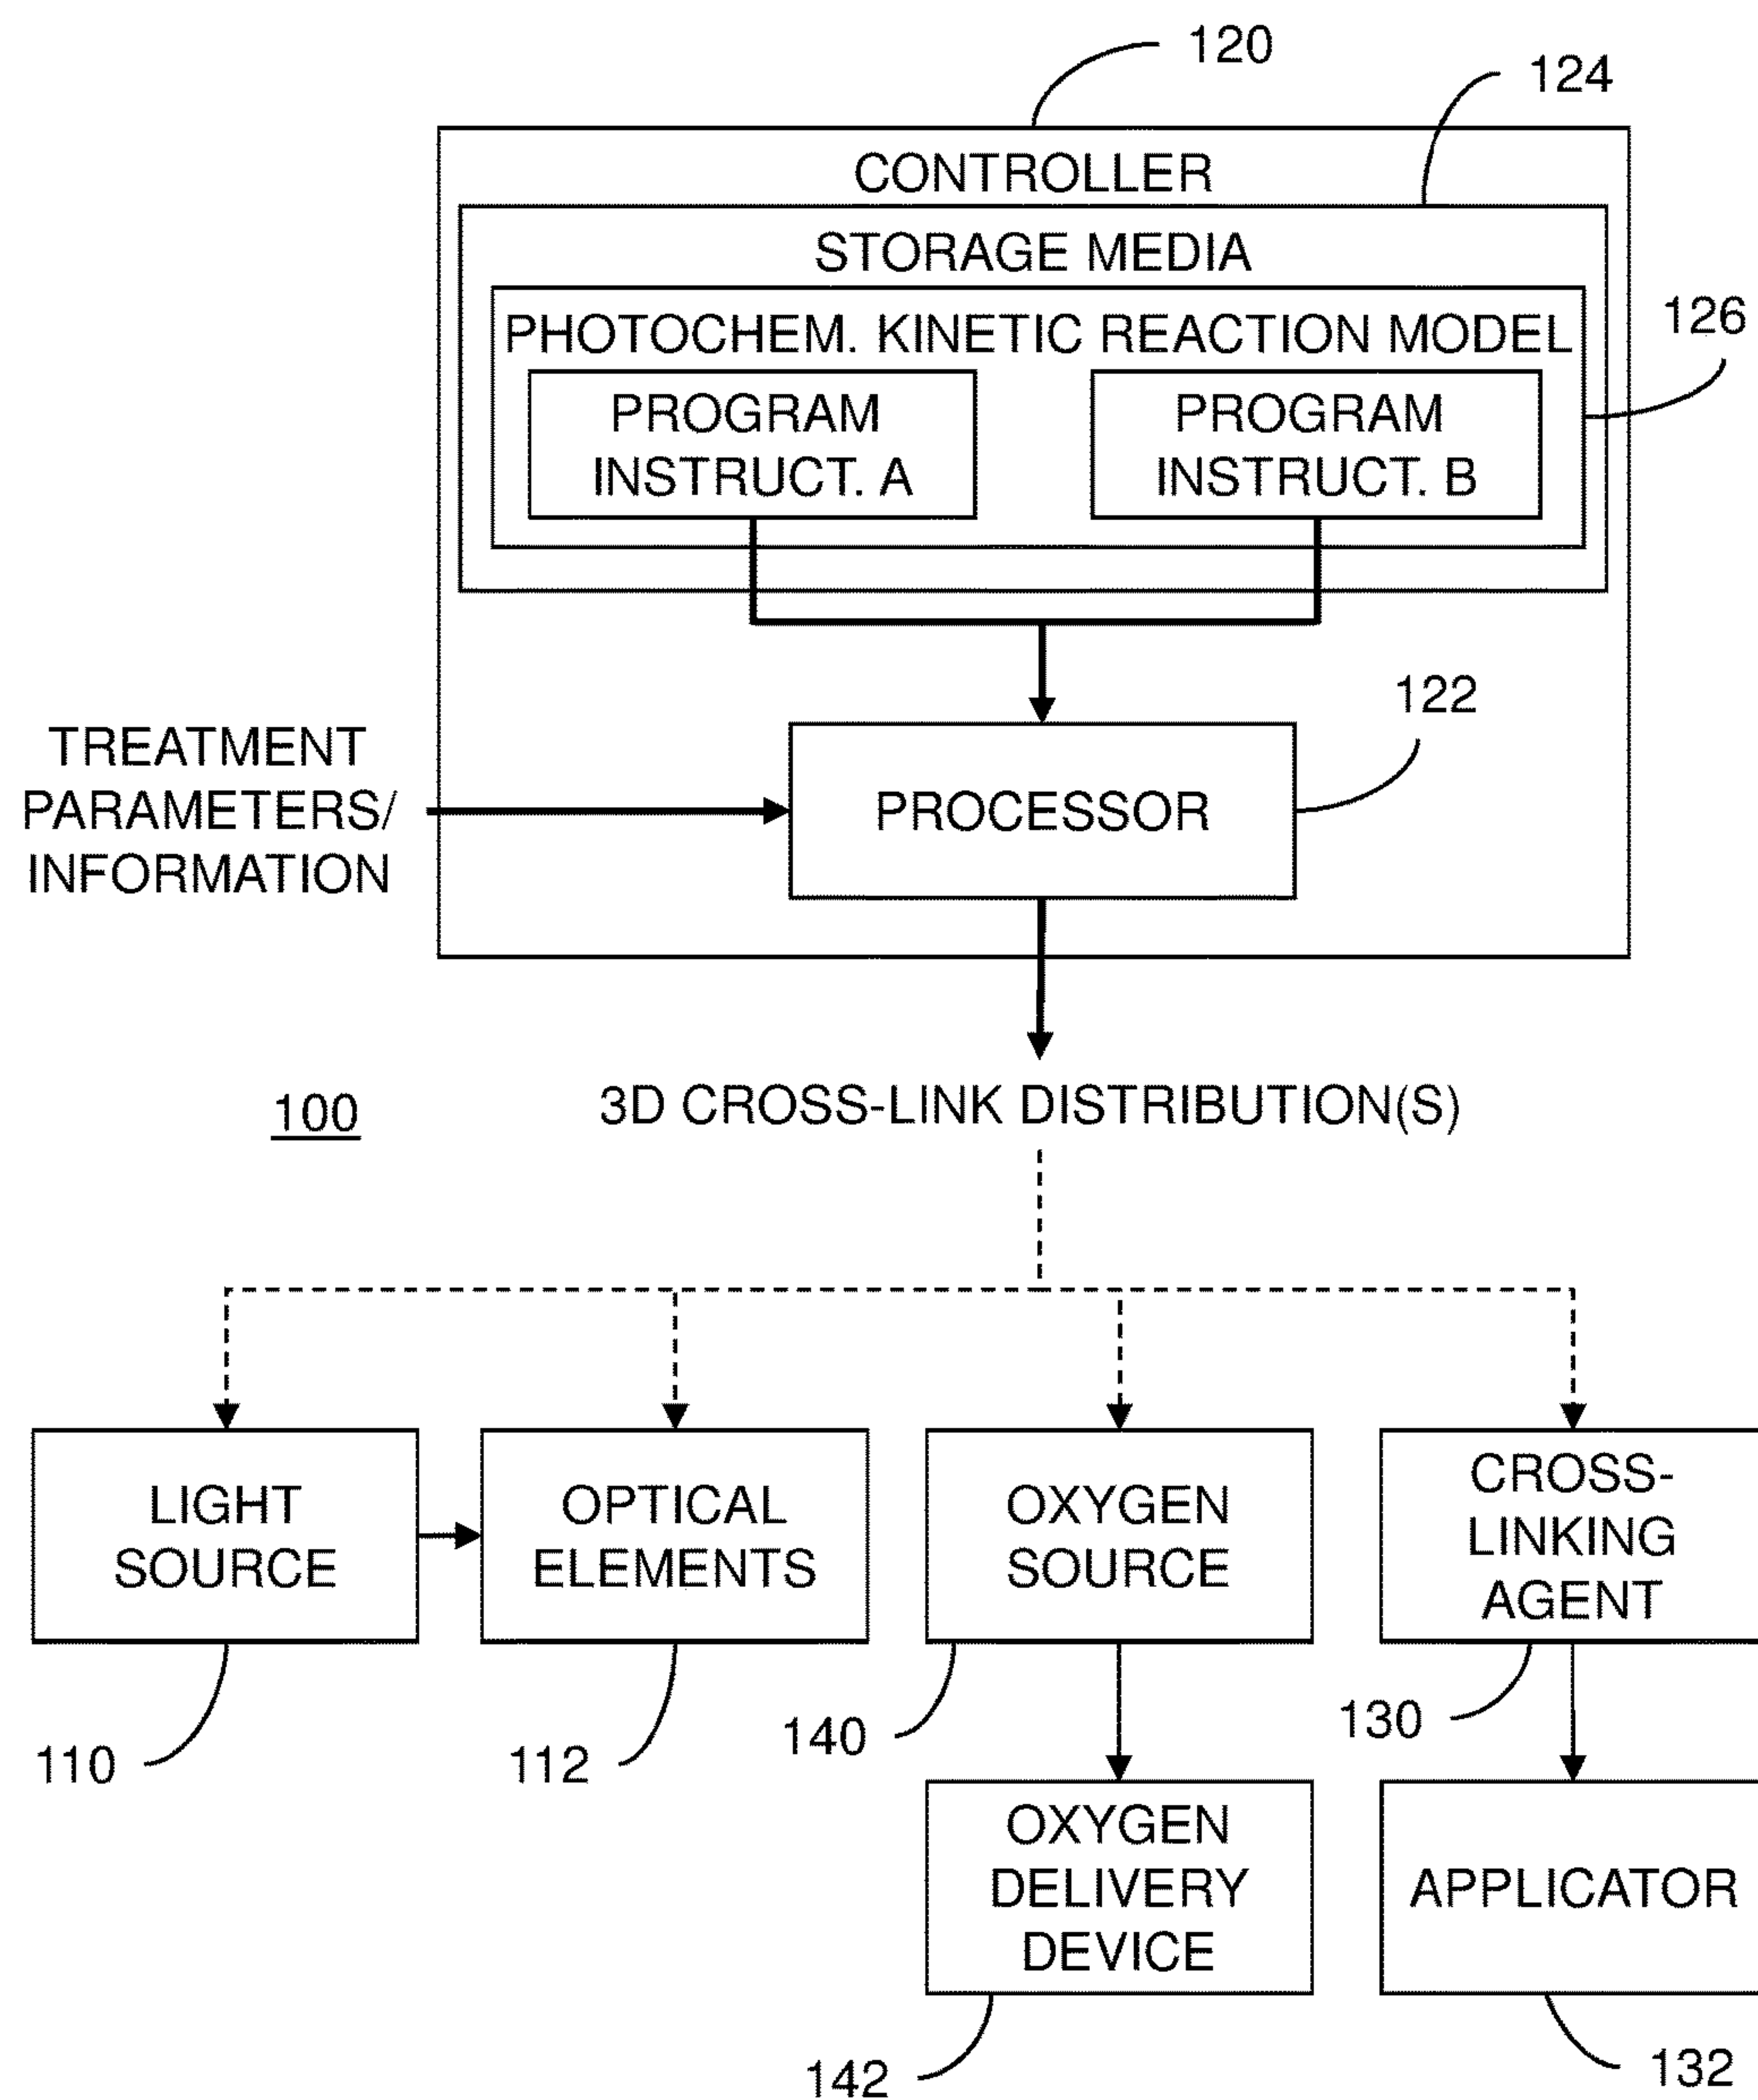 120
124
CONTROLLER
STORAGE MEDIA
126
PHOTOCHEM. KINETIC REACTION MODEL
PROGRAM
INSTRUCT. A
PROGRAM
INSTRUCT. B
122
TREATMENT
PARAMETERS/
INFORMATION
PROCESSOR
100
3D CROSS-LINK DISTRIBUTION(S)
LIGHT
SOURCE
OPTICAL
ELEMENTS
OXYGEN
SOURCE
CROSS-
LINKING
AGENT
110
112
140
130
OXYGEN
DELIVERY
DEVICE
APPLICATOR
142
132